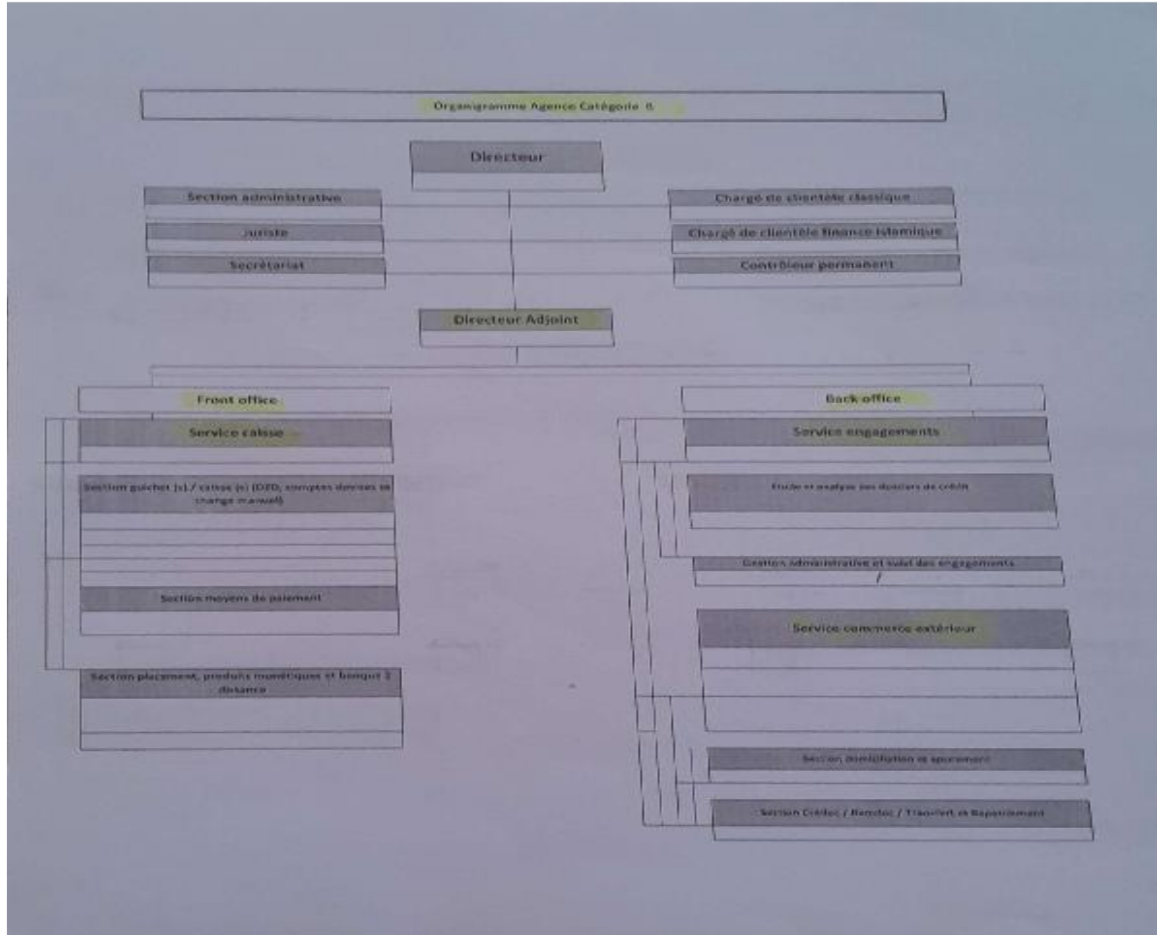 Organigramme Agence Catégorie B
Directeur
Section administrative
Chargé de clientèle classique
Juriste
Chargé de clientèle finance islamique
Secrétariat
Contrôleur permanent
Directeur Adjoint
Front office
Service caisse
Section guichet (s) / caisse (s) (DZD, comptes devises et
change manuel)
Section moyens de paiement
Section placement, produits monétiques et banque à
distance
Back office
Service engagements
Etude et analyse des dossiers de crédit
Gestion administrative et suivi des engagements
/
Service commerce extérieur
Section domiciliation et apurement
Section Crédoc / Remdoc / Transfert et Rapatriement